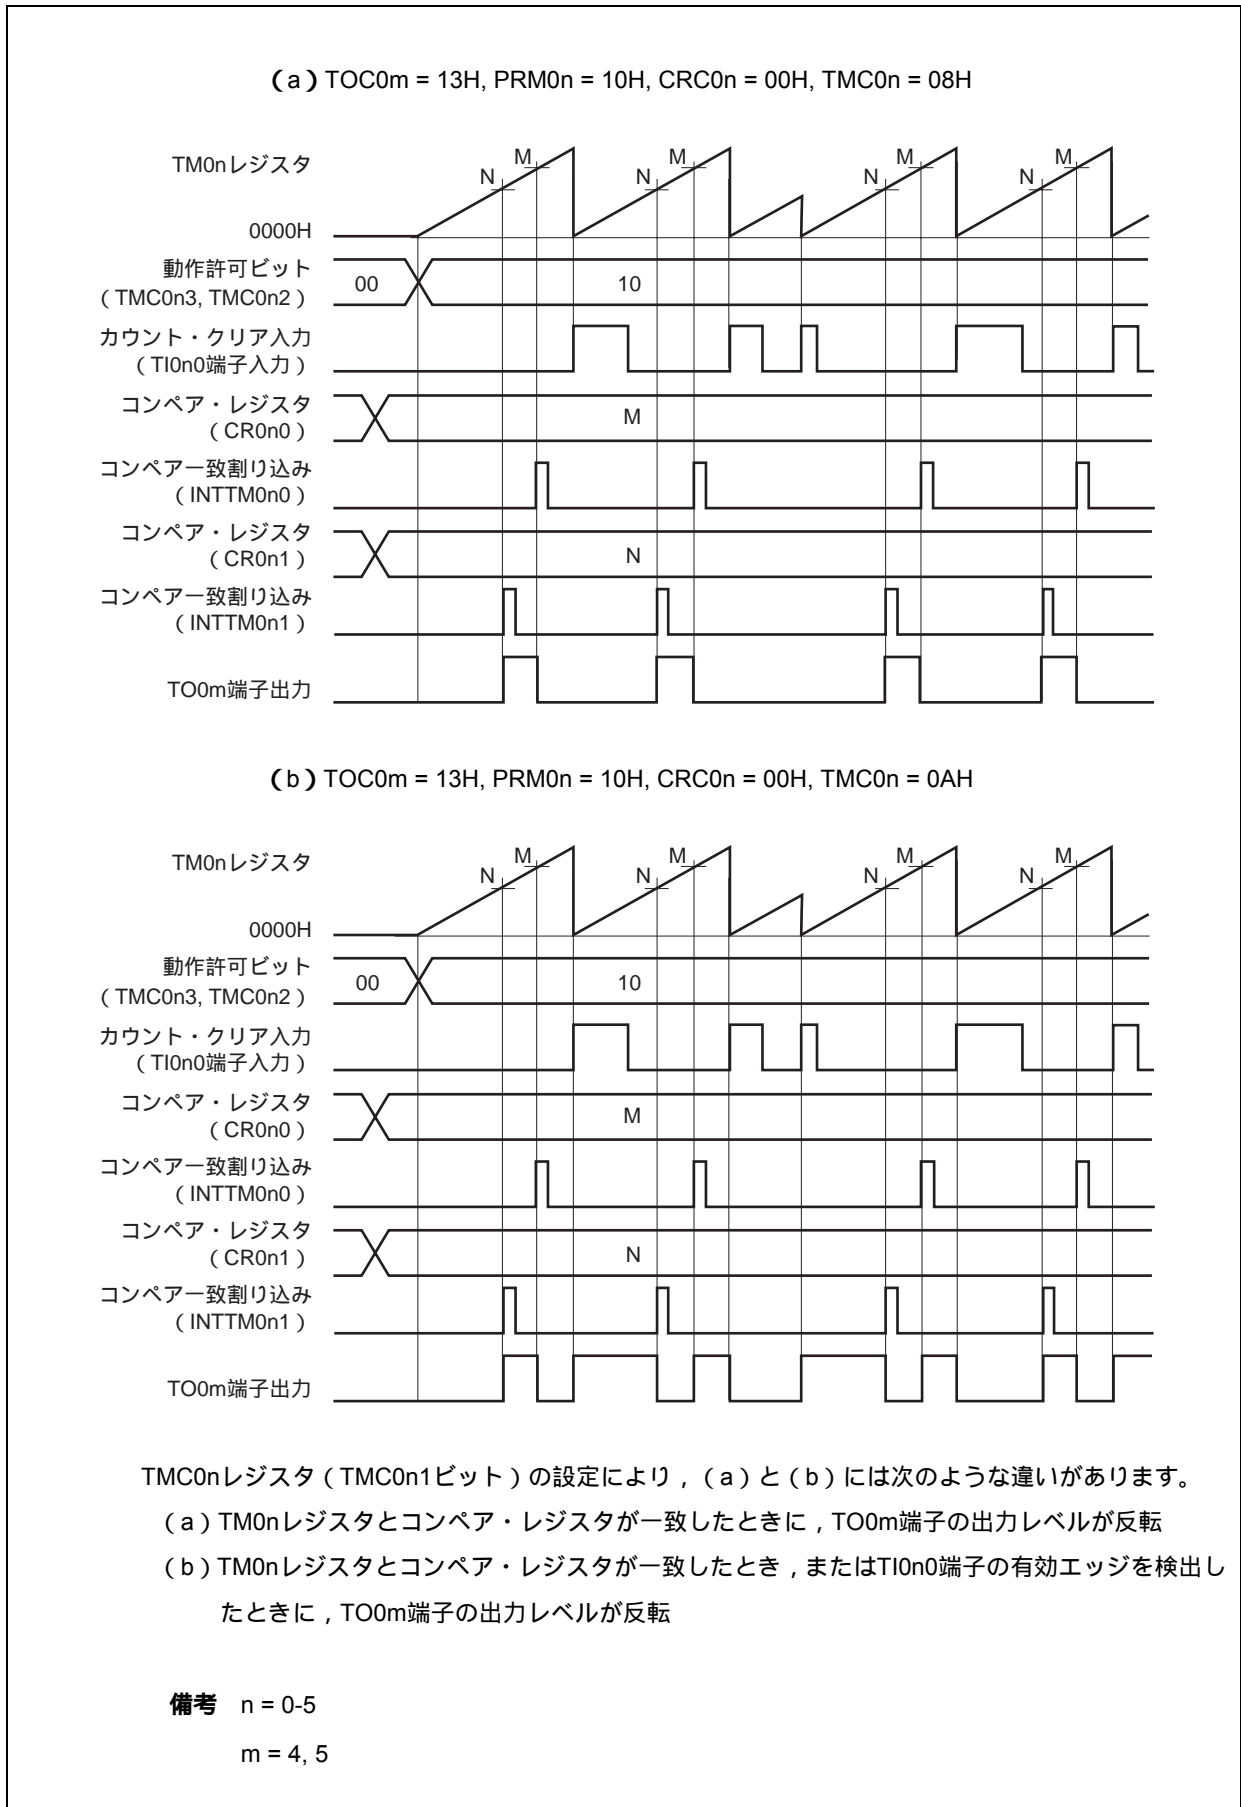 （a）TOC0m = 13H, PRM0n = 10H, CRC0n = 00H, TMC0n = 08H
TM0nレジスタ
N
M
N
M
N
M
N
M
0000H
動作許可ビット
（TMC0n3, TMC0n2）
00
10
カウント・クリア入力
（TI0n0端子入力）
コンペア・レジスタ
（CR0n0）
M
コンペア一致割り込み
（INTTM0n0）
コンペア・レジスタ
（CR0n1）
N
コンペア一致割り込み
（INTTM0n1）
TO0m端子出力
（b）TOC0m = 13H, PRM0n = 10H, CRC0n = 00H, TMC0n = 0AH
TM0nレジスタ
N
M
N
M
N
M
N
M
0000H
動作許可ビット
（TMC0n3, TMC0n2）
00
10
カウント・クリア入力
（TI0n0端子入力）
コンペア・レジスタ
（CR0n0）
M
コンペア一致割り込み
（INTTM0n0）
コンペア・レジスタ
（CR0n1）
N
コンペア一致割り込み
（INTTM0n1）
TO0m端子出力
TMC0nレジスタ（TMC0n1ビット）の設定により，（a）と（b）には次のような違いがあります。
（a）TM0nレジスタとコンペア・レジスタが一致したときに，TO0m端子の出力レベルが反転
（b）TM0nレジスタとコンペア・レジスタが一致したとき，またはTI0n0端子の有効エッジを検出し
たときに，TO0m端子の出力レベルが反転
備考 n = 0-5
m = 4, 5